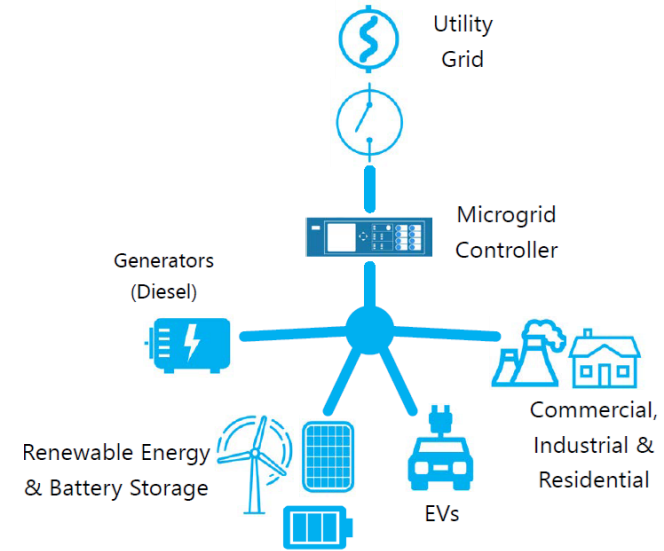 Utility
Grid
Microgrid
Controller
Generators
(Diesel)
Renewable Energy
& Battery Storage
EVs
Commercial,
Industrial &
Residential